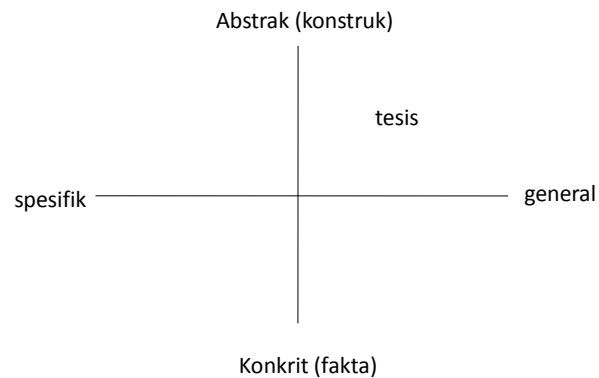 Abstrak (konstruk)
tesis
spesifik
general
Konkrit (fakta)